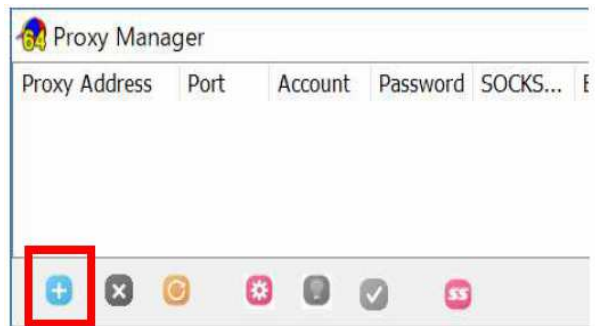 64 Proxy Manager
Proxy Address Port Account Password SOCKS... E
SS